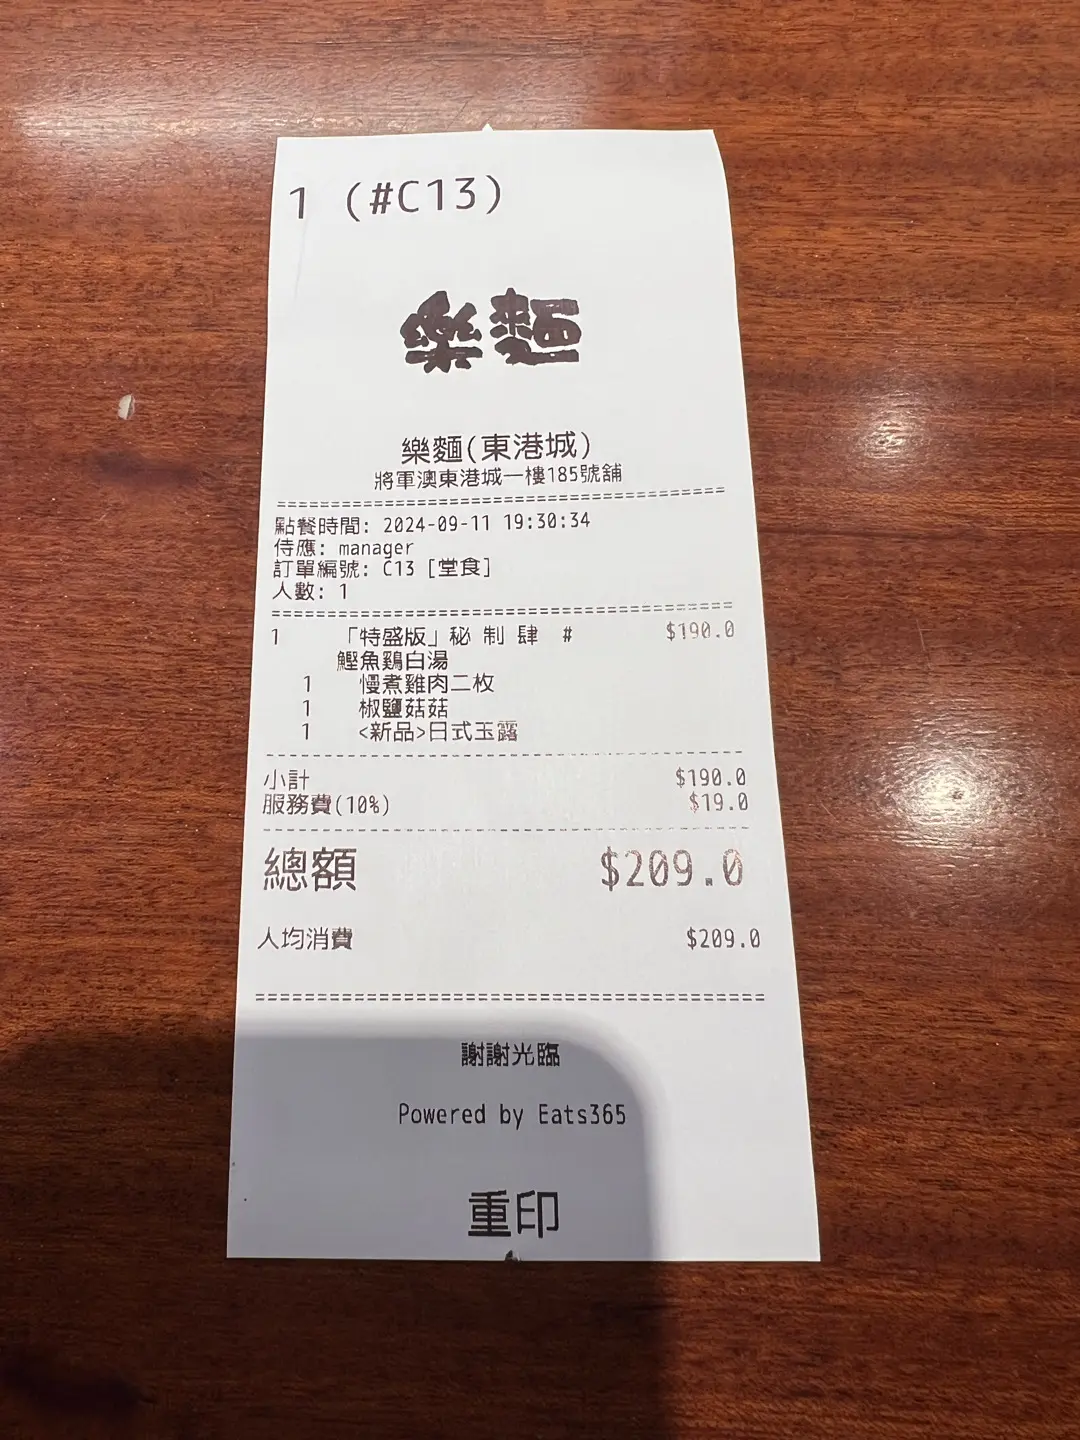 1 (#C13)
樂麵
樂麵(東港城)
將軍澳東港城一樓185號舖
點餐時間: 2024-09-11 19:30:34
侍應: manager
訂單編號: C13 [堂食]
人數: 1
1 「特盛版」秘 制 肆 # $190.0
鰹魚鷄白湯
1 慢煮雞肉二枚
1 椒鹽菇菇
1 <新品>日式玉露
小計 $190.0
服務費(10%) $19.0
總額 $209.0
人均消費 $209.0
謝謝光臨
Powered by Eats365
重印